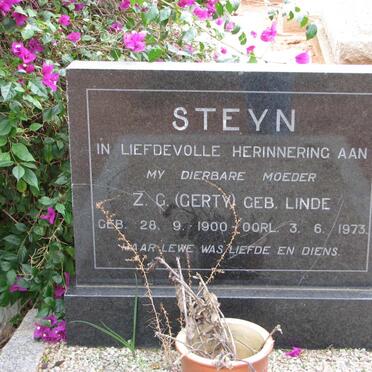 STEYN
IN LIEFDEVOLLE HERINNERING AAN
MY DIERBARE MOEDER
Z. G. (GERTY) GEB. LINDE
GEB. 28. 9. -1900 OORL. 3. 6. 1973.
HAAR LEWE WAS LIEFDE EN DIENS.